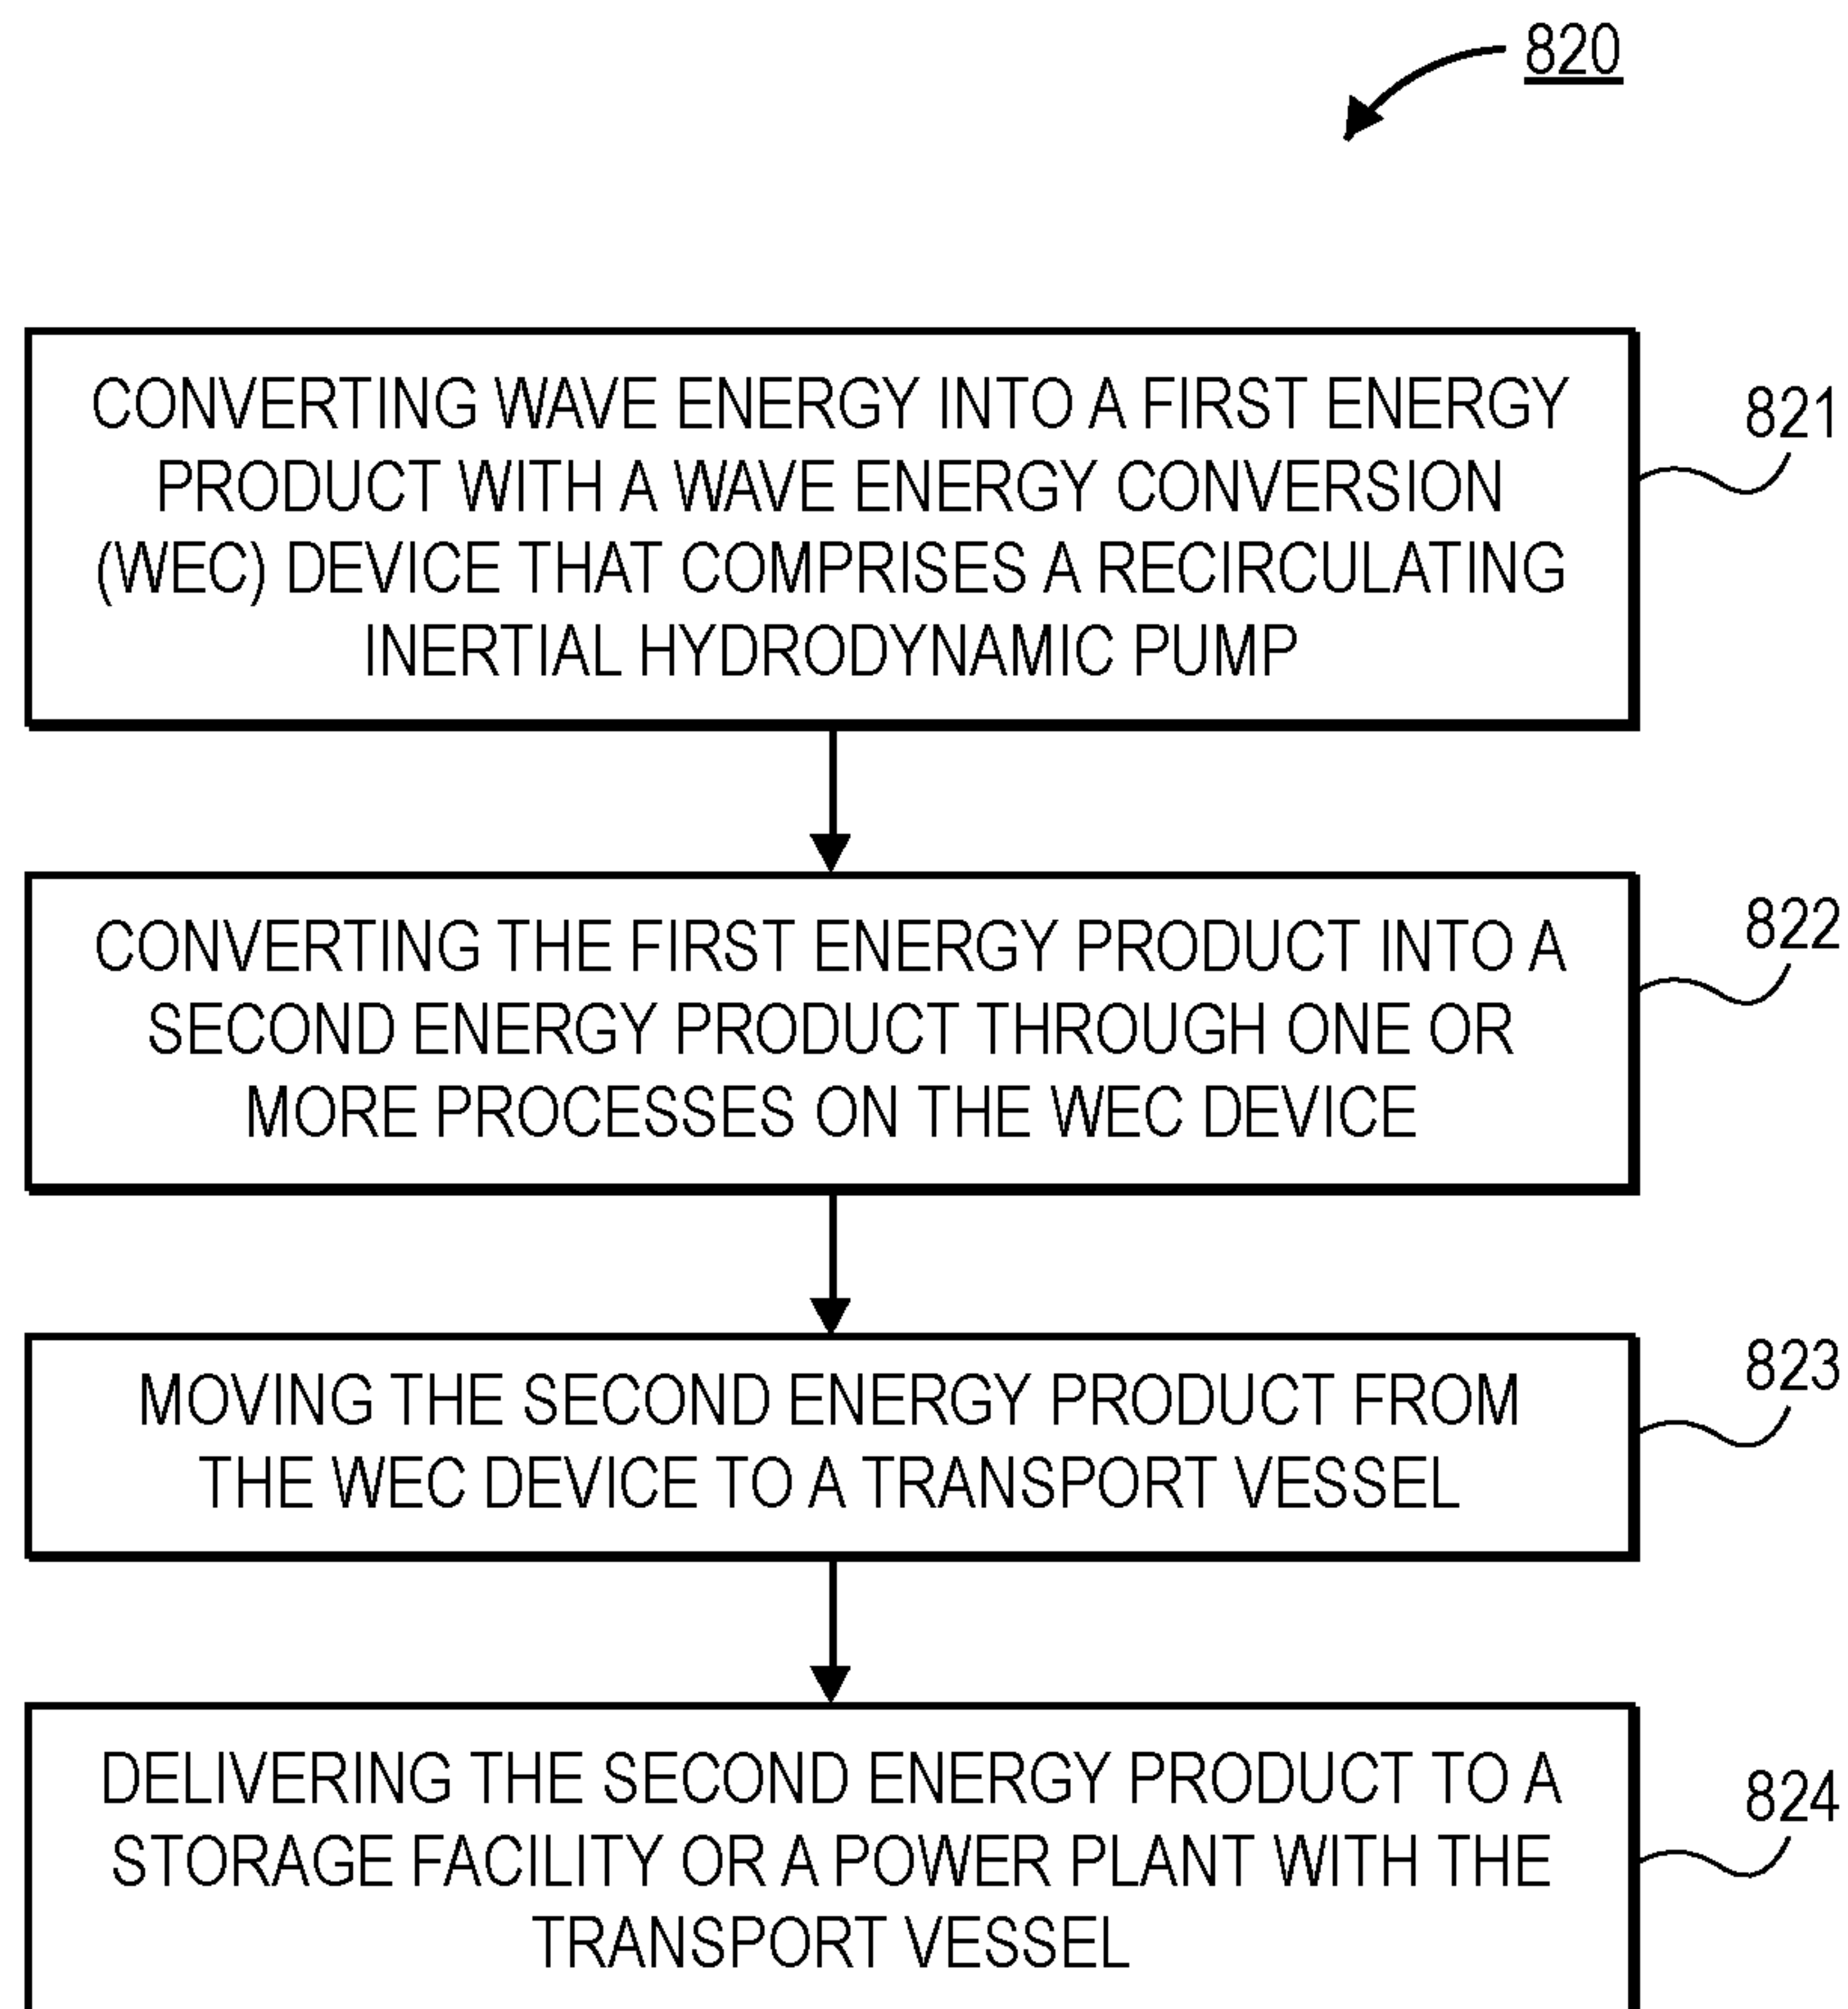 820
CONVERTING WAVE ENERGY INTO A FIRST ENERGY
PRODUCT WITH A WAVE ENERGY CONVERSION
(WEC) DEVICE THAT COMPRISES A RECIRCULATING
INERTIAL HYDRODYNAMIC PUMP
821
CONVERTING THE FIRST ENERGY PRODUCT INTO A
SECOND ENERGY PRODUCT THROUGH ONE OR
MORE PROCESSES ON THE WEC DEVICE
822
MOVING THE SECOND ENERGY PRODUCT FROM
THE WEC DEVICE TO A TRANSPORT VESSEL
823
DELIVERING THE SECOND ENERGY PRODUCT TO A
STORAGE FACILITY OR A POWER PLANT WITH THE
TRANSPORT VESSEL
824